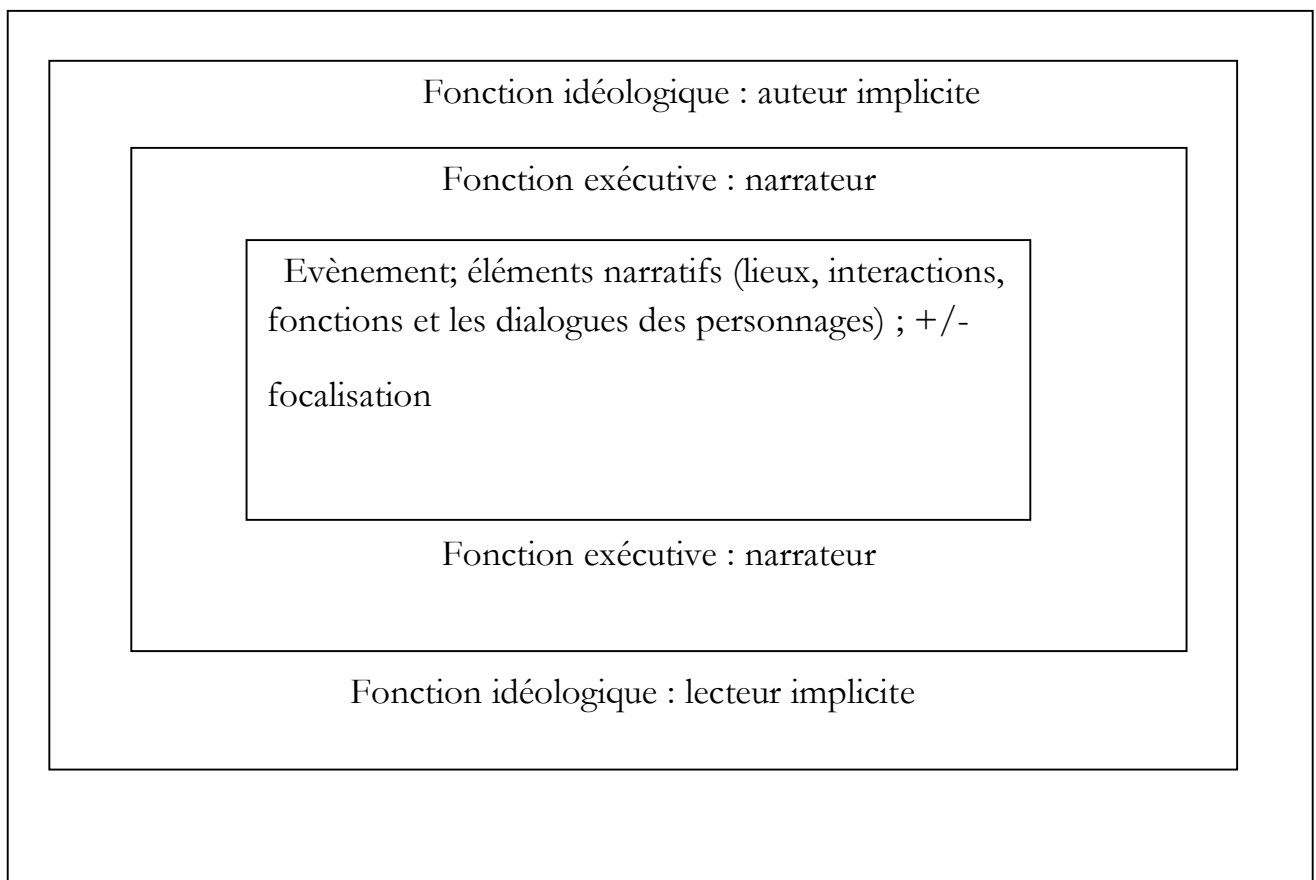 Fonction idéologique : auteur implicite
Fonction exécutive : narrateur
Evènement; éléments narratifs (lieux, interactions,
fonctions et les dialogues des personnages) ; +/-
focalisation
Fonction exécutive : narrateur
Fonction idéologique : lecteur implicite